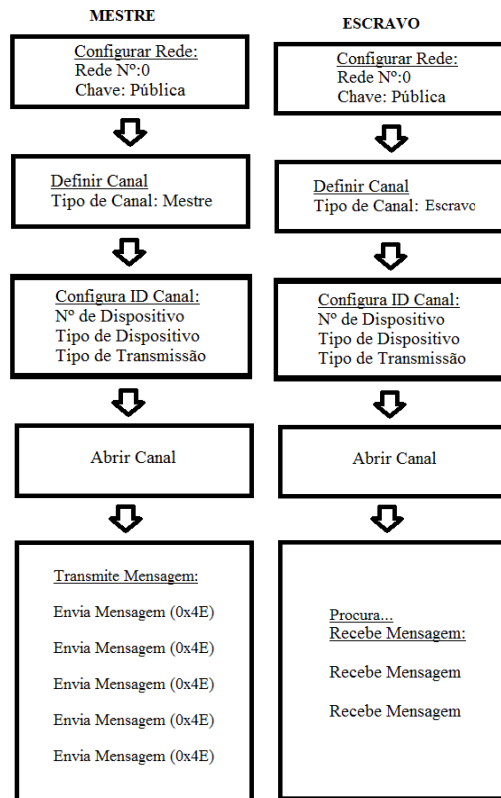 MESTRE
Configurar Rede:
Rede Nº:0
Chave: Pública
Definir Canal
Tipo de Canal: Mestre
Configura ID Canal:
Nº de Dispositivo
Tipo de Dispositivo
Tipo de Transmissão
Abrir Canal
Transmite Mensagem:
Envia Mensagem (0x4E)
Envia Mensagem (0x4E)
Envia Mensagem (0x4E)
Envia Mensagem (0x4E)
Envia Mensagem (0x4E)
ESCRAVO
Configurar Rede:
Rede Nº:0
Chave: Pública
Definir Canal
Tipo de Canal: Escravo
Configura ID Canal:
Nº de Dispositivo
Tipo de Dispositivo
Tipo de Transmissão
Abrir Canal
Procura...
Recebe Mensagem:
Recebe Mensagem
Recebe Mensagem